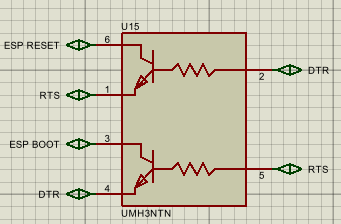 U15
ESP RESET 6
2 DTR
RTS 1
ESP BOOT 3
5 RTS
DTR 4
UMH3NTN